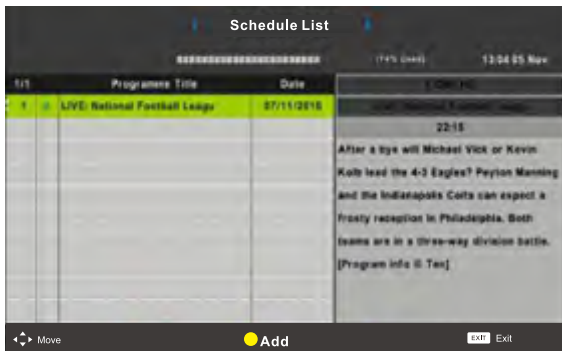 Schedule List
(74% Used) 13:04 05 Nov
1/1 Programme Title Date
1 LIVE: National Football Leagu 07/11/2010
22:15
After a bye will Michael Vick or Kevin
Kolb lead the 4-3 Eagles? Peyton Manning
and the Indianapolis Colts can expect a
frosty reception in Philadelphia. Both
teams are in a three-way division battle.
[Program info
Move Add EXIT Exit